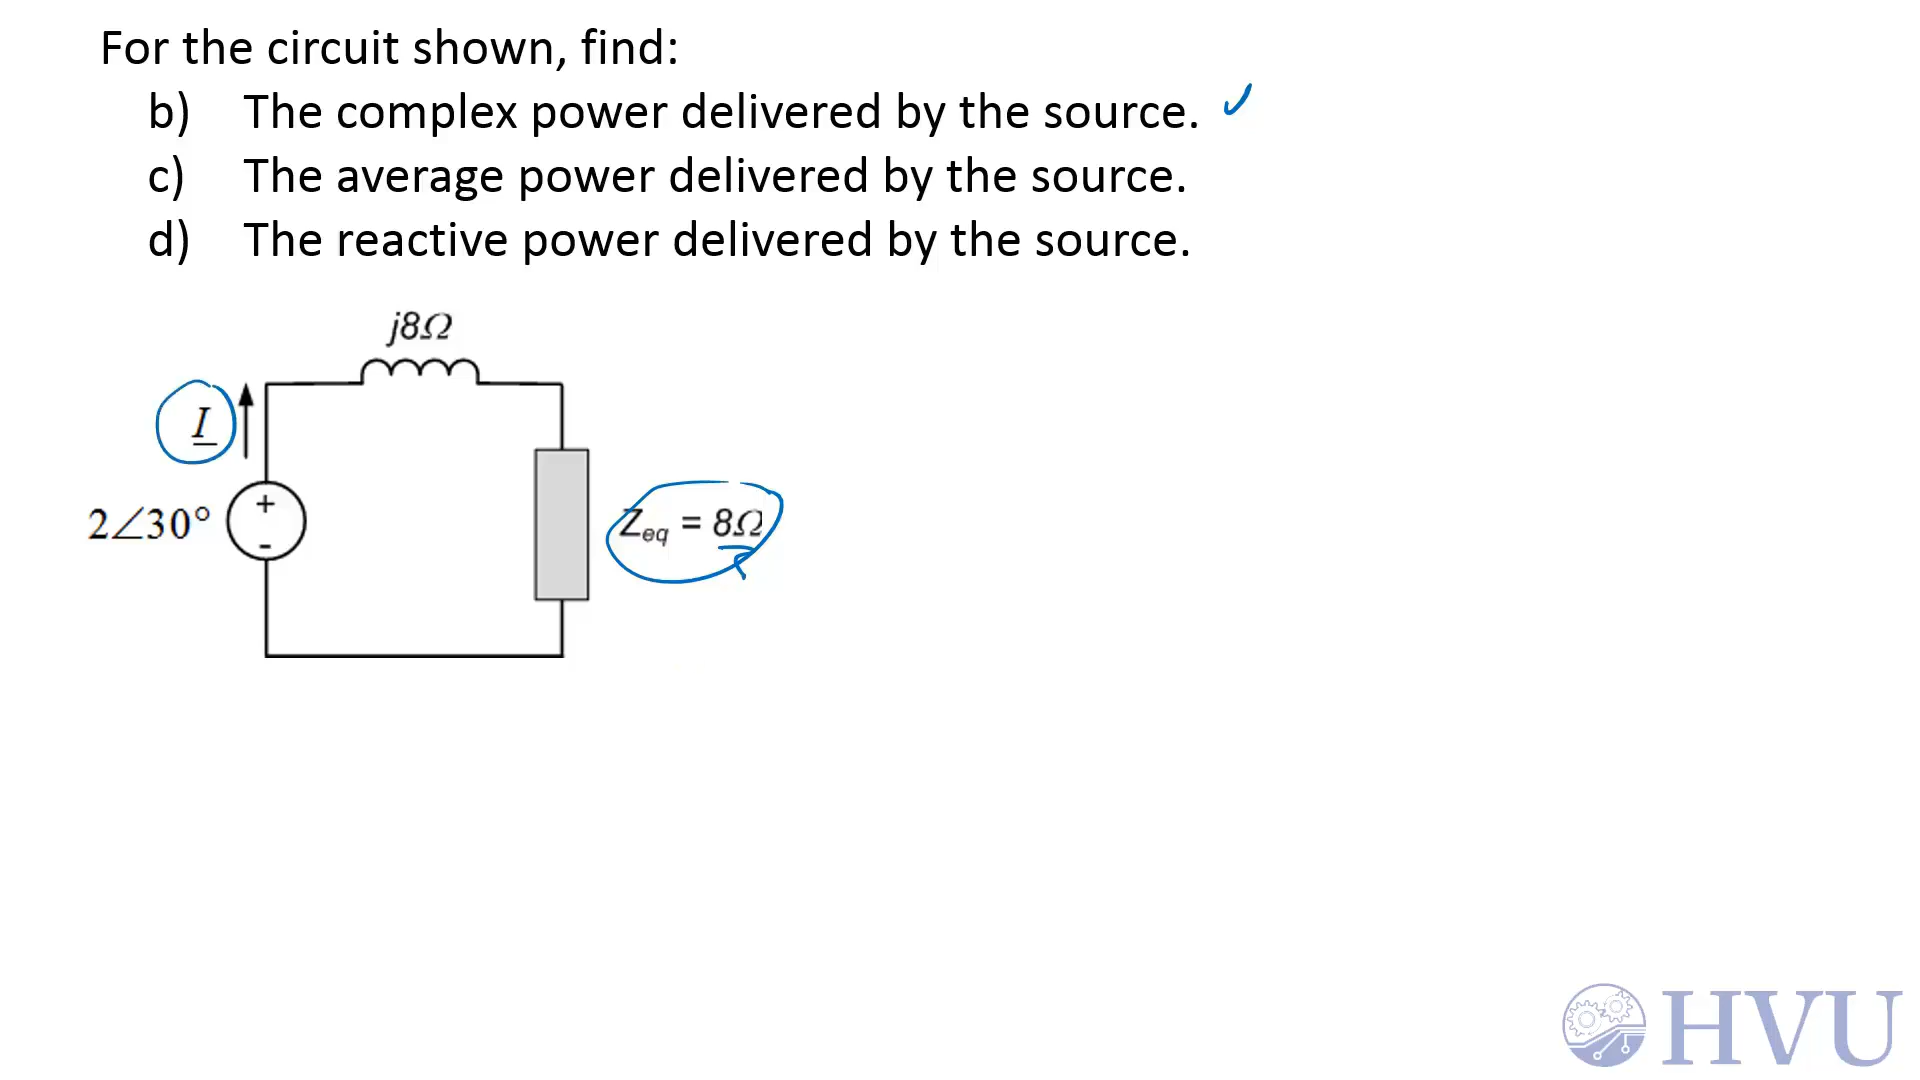 For the circuit shown, find:
b) The complex power delivered by the source.
c) The average power delivered by the source.
d) The reactive power delivered by the source.
j8Ω
I
2∠30°
+
-
Zeq = 8Ω
HVU